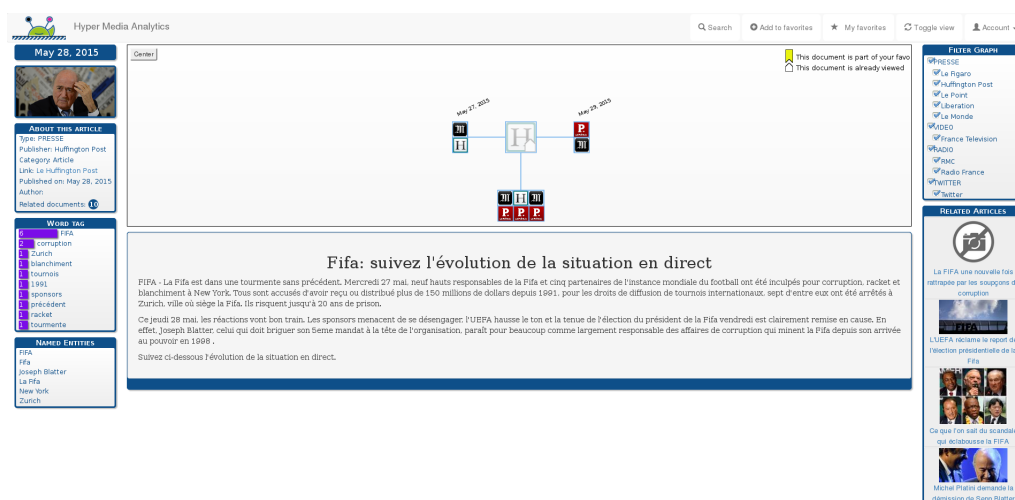 Hyper Media Analytics
Search
Add to favorites
My favorites
Toggle view
Account
May 28, 2015
ABOUT THIS ARTICLE
Type: PRESSE
Publisher: Huffington Post
Category: Article
Link: Le Huffington Post
Published on: May 28, 2015
Author:
Related documents: 10
WORD TAG
6 FIFA
2 corruption
1 Zurich
1 blanchiment
1 tournois
1 1991
1 sponsors
1 précédent
1 racket
1 tourmente
NAMED ENTITIES
FIFA
Fifa
Joseph Blatter
La Fifa
New York
Zurich
Center
This document is part of your favo
This document is already viewed
May 27, 2015
May 29, 2015
Fifa: suivez l'évolution de la situation en direct
FIFA - La Fifa est dans une tourmente sans précédent. Mercredi 27 mai, neuf hauts responsables de la Fifa et cinq partenaires de l'instance mondiale du football ont été inculpés pour corruption, racket et
blanchiment à New York. Tous sont accusés d'avoir reçu ou distribué plus de 150 millions de dollars depuis 1991, pour les droits de diffusion de tournois internationaux, sept d'entre eux ont été arrêtés à
Zurich, ville où siège la Fifa. Ils risquent jusqu'à 20 ans de prison.
Ce jeudi 28 mai, les réactions vont bon train. Les sponsors menacent de se désengager, l'UEFA hausse le ton et la tenue de l'élection du président de la Fifa vendredi est clairement remise en cause. En
effet, Joseph Blatter, celui qui doit briguer son 5eme mandat à la tête de l'organisation, paraît pour beaucoup comme largement responsable des affaires de corruption qui minent la Fifa depuis son arrivée
au pouvoir en 1998 .
Suivez ci-dessous l'évolution de la situation en direct.
FILTER GRAPH
PRESSE
Le Figaro
Huffington Post
Le Point
Liberation
Le Monde
VIDEO
France Television
RADIO
RMC
Radio France
TWITTER
Twitter
RELATED ARTICLES
La FIFA une nouvelle fois
rattrapée par les soupçons d
corruption
L'UEFA réclame le report de
l'élection présidentielle de la
Fifa
Ce que l'on sait du scandale
qui éclabousse la FIFA
Michel Platini demande la
démission de Sepp Blatter